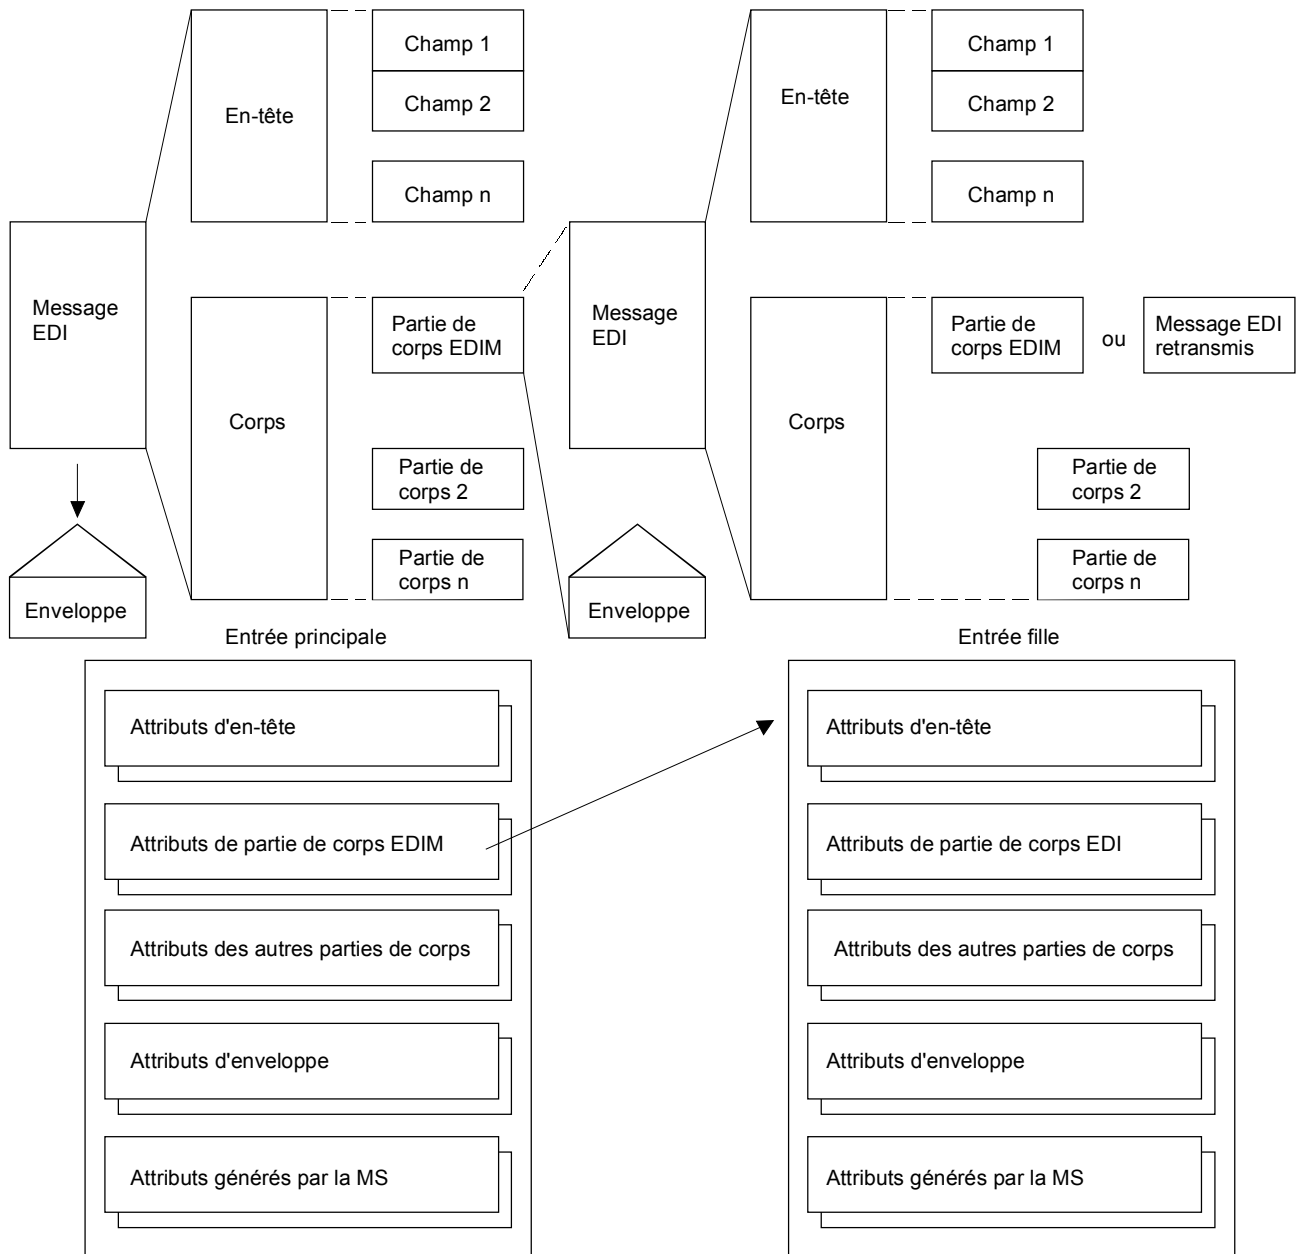 Champ 1
Champ 2
Champ n
En-tête
Message
EDI
Partie de
corps EDIM
Corps
Partie de
corps 2
Partie de
corps n
Enveloppe
Champ 1
Champ 2
Champ n
En-tête
Message
EDI
Partie de
corps EDIM
ou
Message EDI
retransmis
Corps
Partie de
corps 2
Partie de
corps n
Enveloppe
Entrée principale
Attributs d'en-tête
Attributs de partie de corps EDIM
Attributs des autres parties de corps
Attributs d'enveloppe
Attributs générés par la MS
Entrée fille
Attributs d'en-tête
Attributs de partie de corps EDI
Attributs des autres parties de corps
Attributs d'enveloppe
Attributs générés par la MS